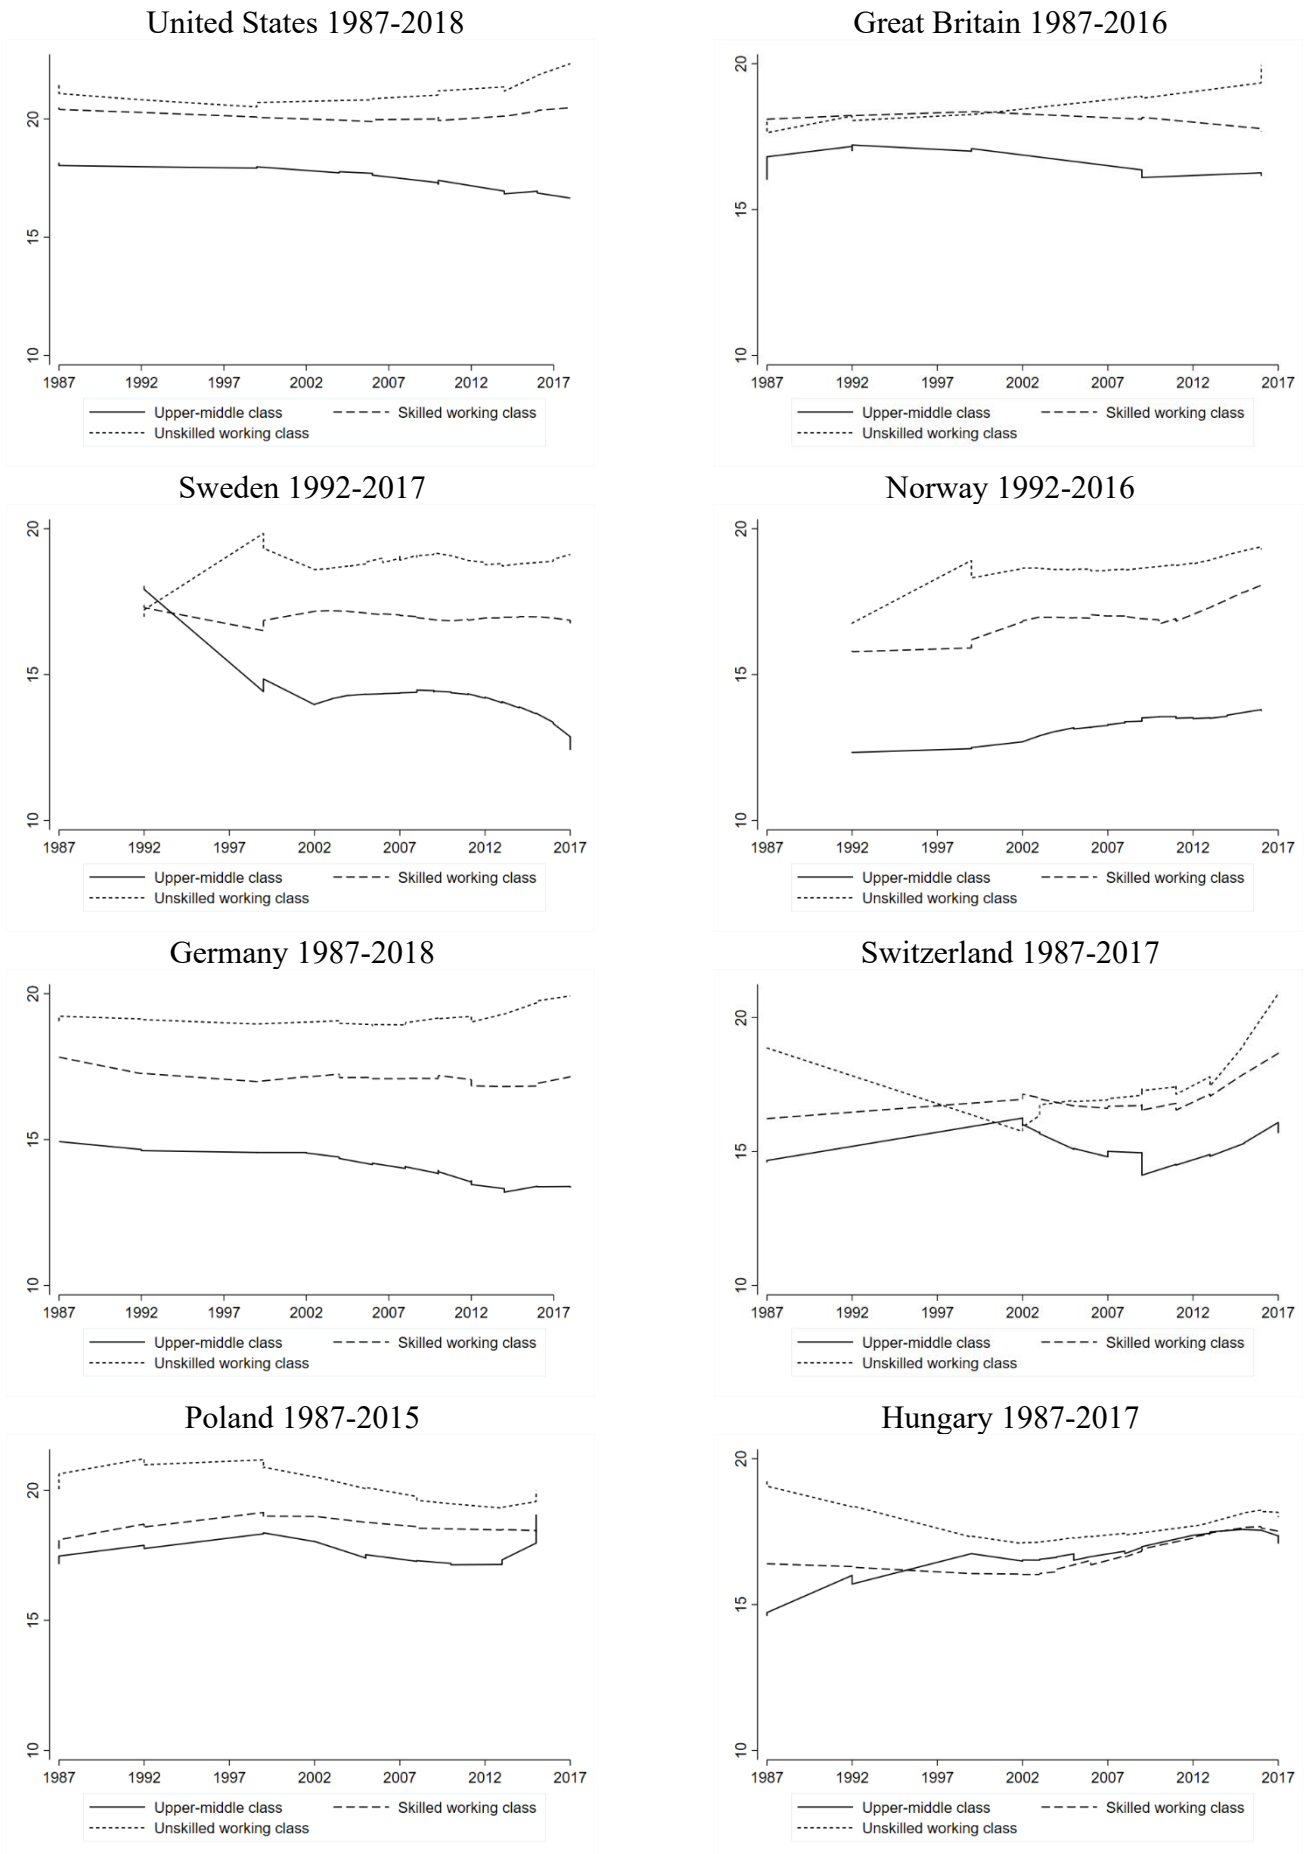 United States 1987-2018
20
15
10
1987 1992 1997 2002 2007 2012 2017
Upper-middle class Skilled working class
Unskilled working class
Great Britain 1987-2016
20
15
10
1987 1992 1997 2002 2007 2012 2017
Upper-middle class Skilled working class
Unskilled working class
Sweden 1992-2017
20
15
10
1987 1992 1997 2002 2007 2012 2017
Upper-middle class Skilled working class
Unskilled working class
Norway 1992-2016
20
15
10
1987 1992 1997 2002 2007 2012 2017
Upper-middle class Skilled working class
Unskilled working class
Germany 1987-2018
20
15
10
1987 1992 1997 2002 2007 2012 2017
Upper-middle class Skilled working class
Unskilled working class
Switzerland 1987-2017
20
15
10
1987 1992 1997 2002 2007 2012 2017
Upper-middle class Skilled working class
Unskilled working class
Poland 1987-2015
20
15
10
1987 1992 1997 2002 2007 2012 2017
Upper-middle class Skilled working class
Unskilled working class
Hungary 1987-2017
20
15
10
1987 1992 1997 2002 2007 2012 2017
Upper-middle class Skilled working class
Unskilled working class